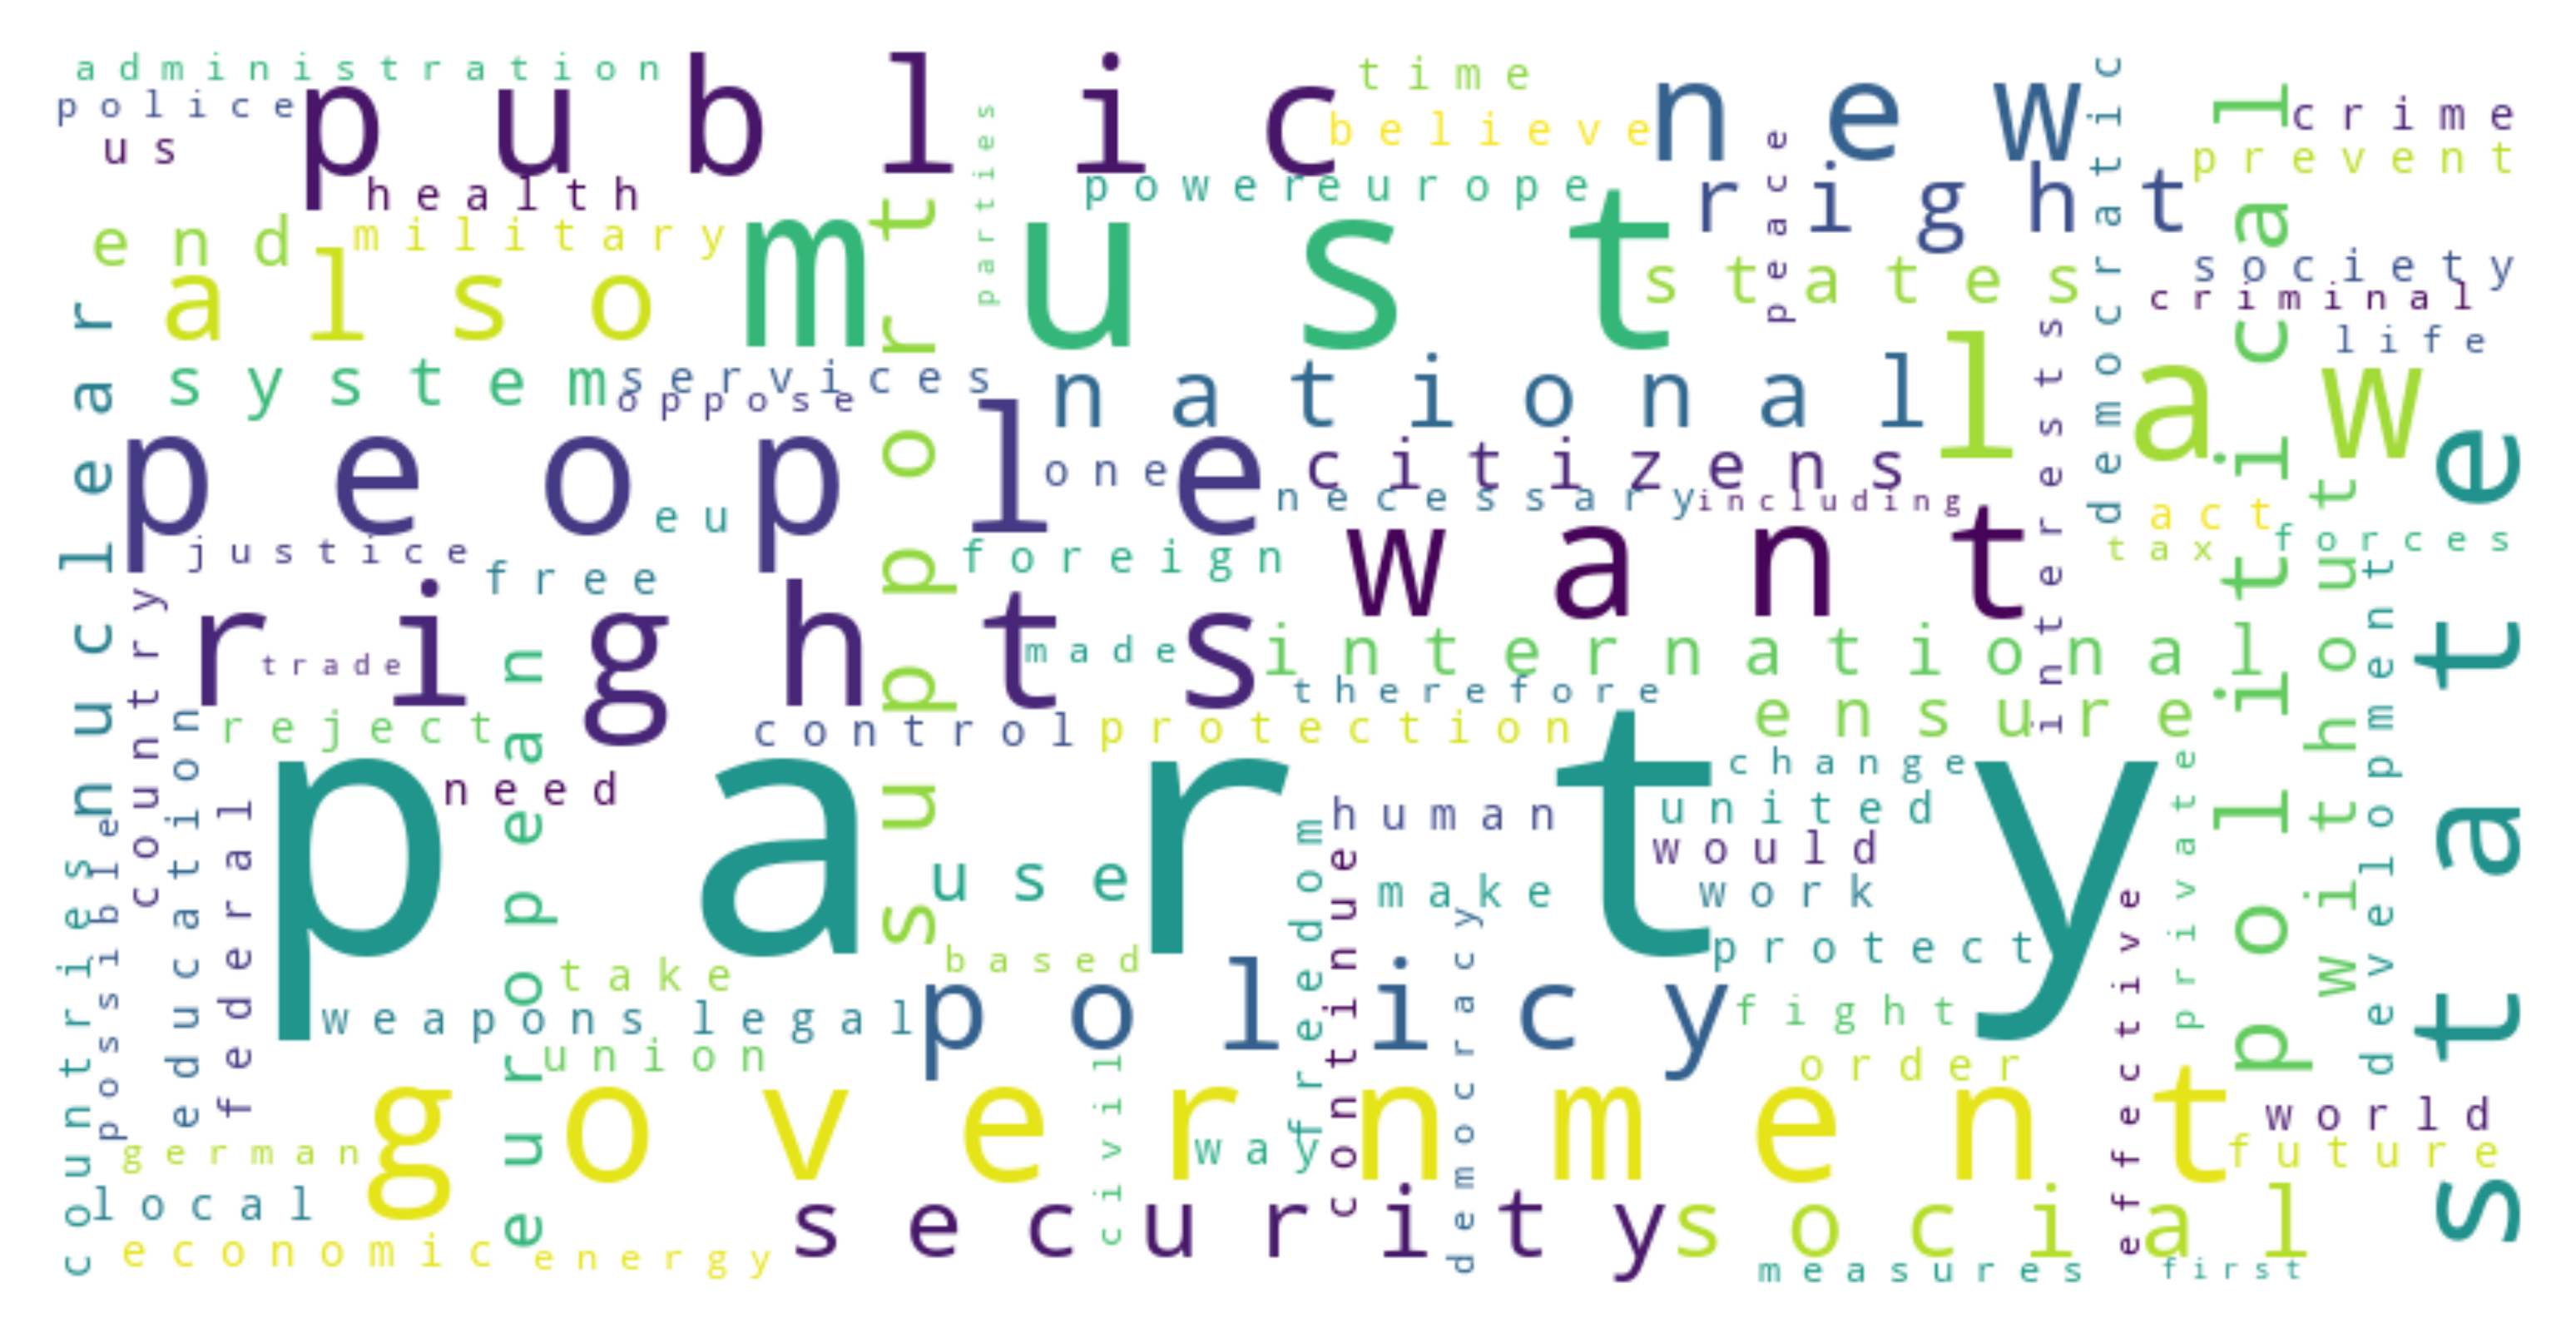 administration
police
us
public
time
believe
new
crime
prevent
parties
peace
democratic
political
health
power
europe
right
end
military
also
must
states
society
criminal
life
nuclear
system
services
oppose
support
national
law
interests
people
one
citizens
eu
necessary
including
act
tax
forces
without
state
justice
free
foreign
want
country
rights
trade
made
international
development
therefore
reject
control
protection
ensure
education
european
party
need
change
human
united
would
make
work
private
possible
federal
countries
use
freedom
continue
democracy
protect
effective
take
based
weapons
legal
policy
fight
union
order
civil
government
way
world
german
future
local
security
social
economic
energy
measures
first